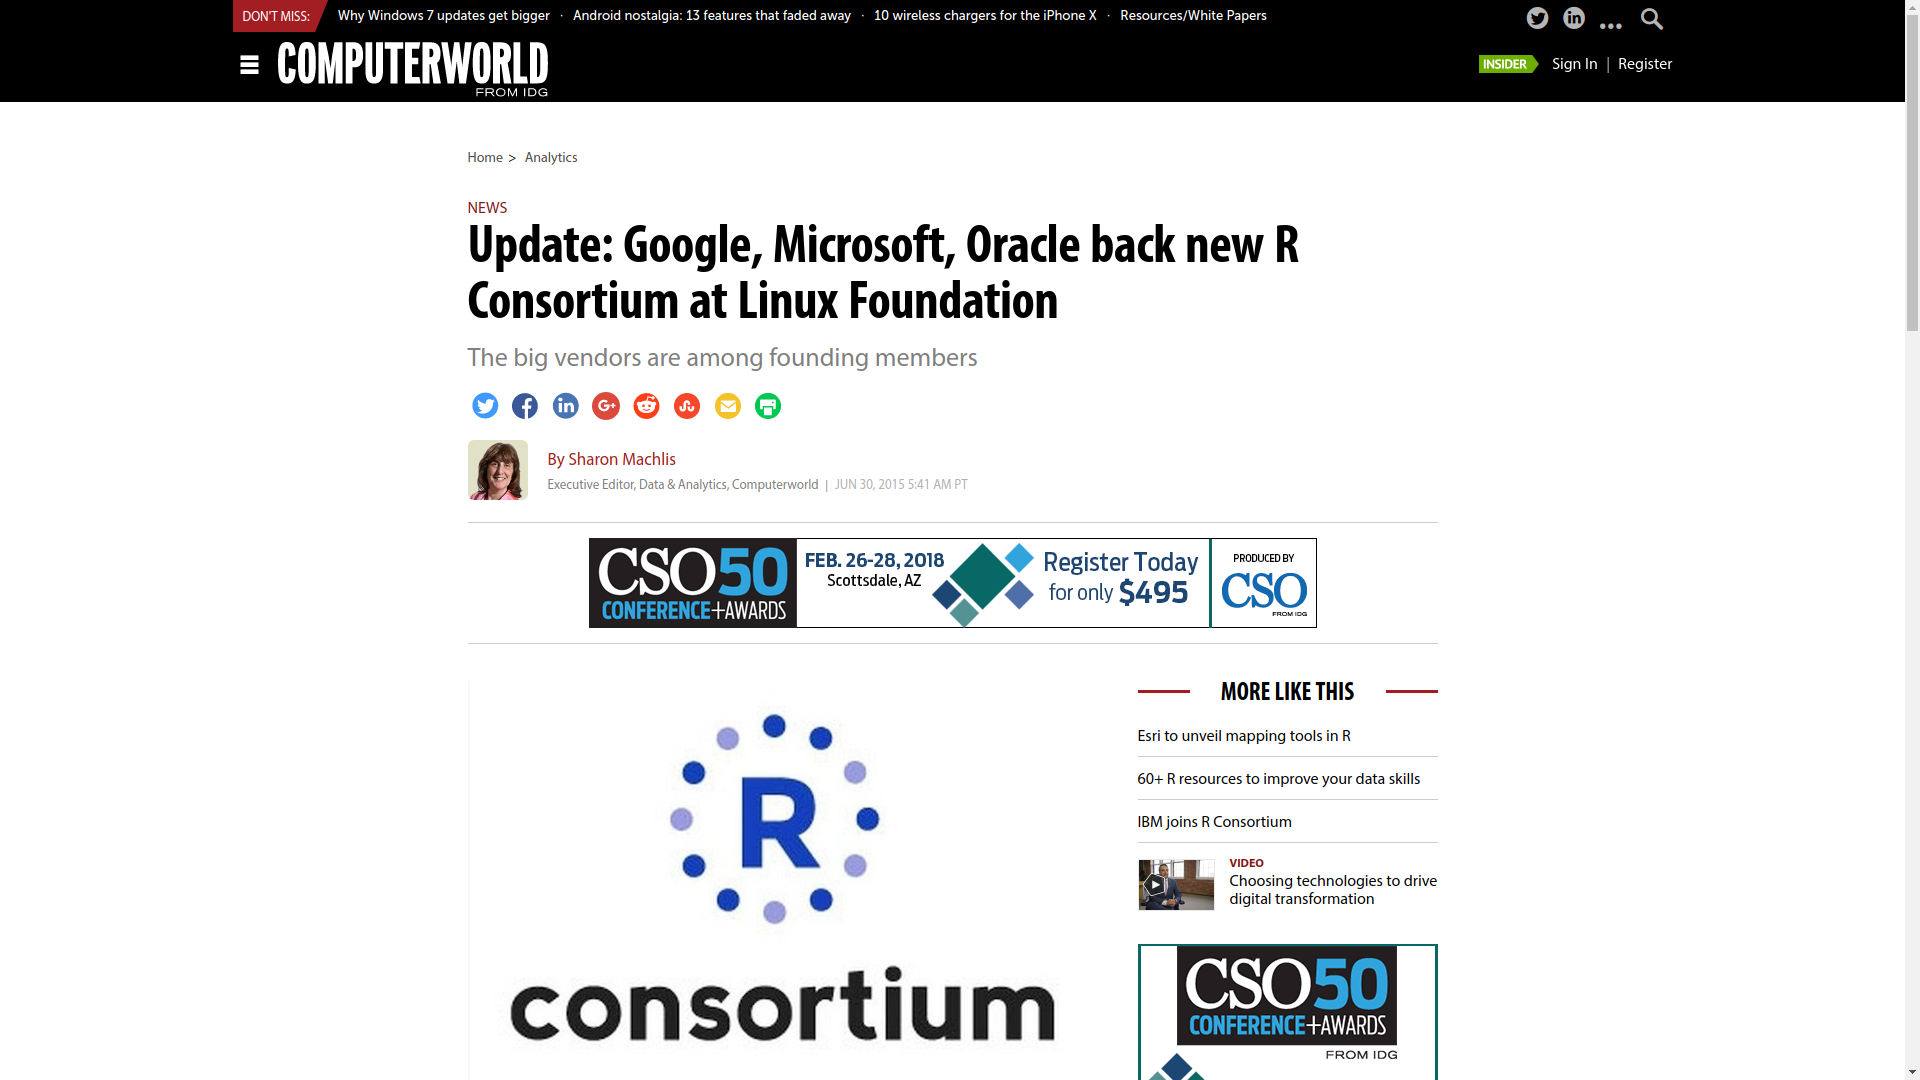 DON'T MISS:
Why Windows 7 updates get bigger · Android nostalgia: 13 features that faded away · 10 wireless chargers for the iPhone X · Resources/White Papers
COMPUTERWORLD
FROM IDG
INSIDER Sign In | Register
Home > Analytics
NEWS
Update: Google, Microsoft, Oracle back new R
Consortium at Linux Foundation
The big vendors are among founding members
By Sharon Machlis
Executive Editor, Data & Analytics, Computerworld | JUN 30, 2015 5:41 AM PT
CSO50
CONFERENCE+AWARDS
FEB. 26-28, 2018
Scottsdale, AZ
Register Today
for only $495
PRODUCED BY
CSO
FROM IDG
R
consortium
MORE LIKE THIS
Esri to unveil mapping tools in R
60+ R resources to improve your data skills
IBM joins R Consortium
VIDEO
Choosing technologies to drive
digital transformation
CSO50
CONFERENCE+AWARDS
FROM IDG